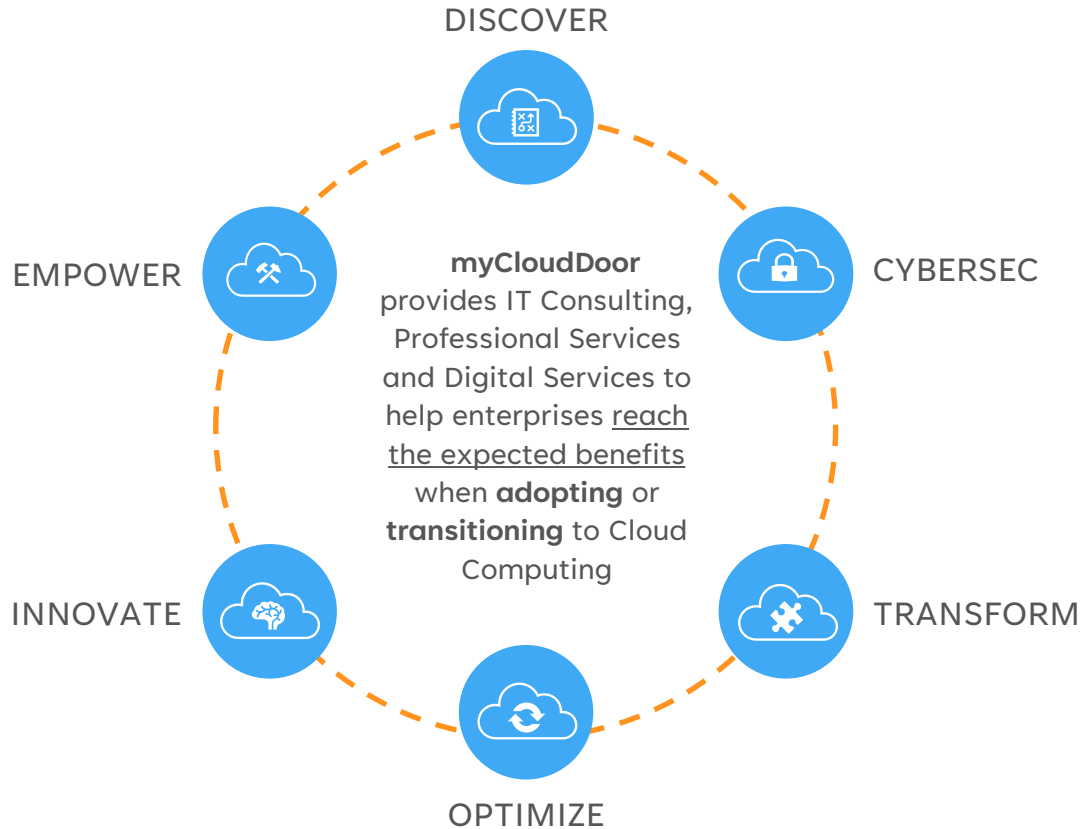 DISCOVER
EMPOWER
CYBERSEC
myCloudDoor
provides IT Consulting,
Professional Services
and Digital Services to
help enterprises reach
the expected benefits
when adopting or
transitioning to Cloud
Computing
INNOVATE
TRANSFORM
OPTIMIZE